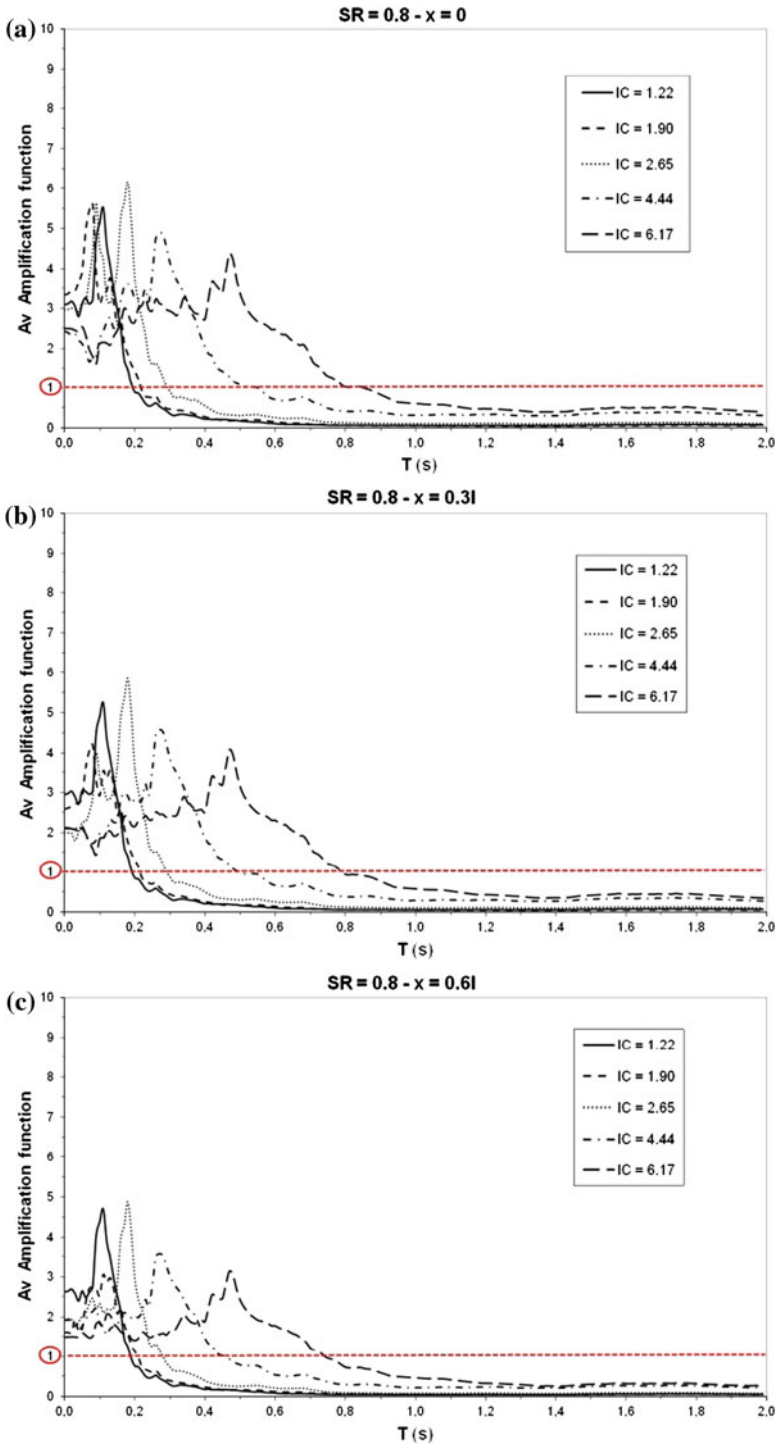 (a)
SR = 0.8 - x = 0
Av Amplification function
10
9
8
7
6
5
4
3
2
1
0
IC = 1.22
IC = 1.90
IC = 2.65
IC = 4.44
IC = 6.17
0,0 0,2 0,4 0,6 0,8 1,0 1,2 1,4 1,6 1,8 2,0
T (s)
(b)
SR = 0.8 - x = 0.3l
Av Amplification function
10
9
8
7
6
5
4
3
2
1
0
IC = 1.22
IC = 1.90
IC = 2.65
IC = 4.44
IC = 6.17
0,0 0,2 0,4 0,6 0,8 1,0 1,2 1,4 1,6 1,8 2,0
T (s)
(c)
SR = 0.8 - x = 0.6l
Av Amplification function
10
9
8
7
6
5
4
3
2
1
0
IC = 1.22
IC = 1.90
IC = 2.65
IC = 4.44
IC = 6.17
0,0 0,2 0,4 0,6 0,8 1,0 1,2 1,4 1,6 1,8 2,0
T (s)